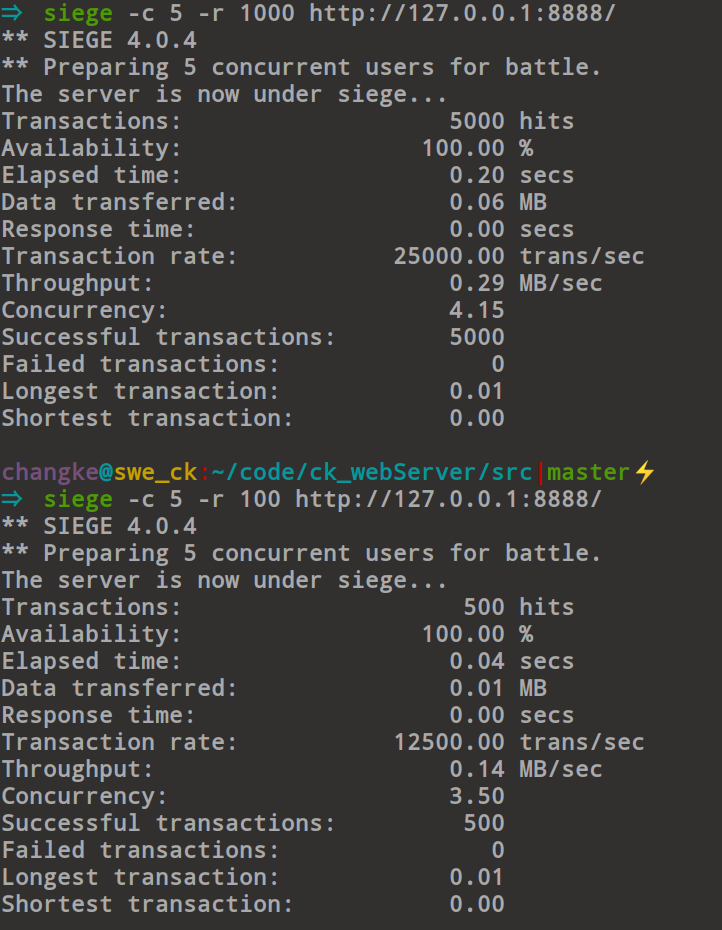 ⇒ siege -c 5 -r 1000 http://127.0.0.1:8888/
** SIEGE 4.0.4
** Preparing 5 concurrent users for battle.
The server is now under siege...
Transactions: 5000 hits
Availability: 100.00 %
Elapsed time: 0.20 secs
Data transferred: 0.06 MB
Response time: 0.00 secs
Transaction rate: 25000.00 trans/sec
Throughput: 0.29 MB/sec
Concurrency: 4.15
Successful transactions: 5000
Failed transactions: 0
Longest transaction: 0.01
Shortest transaction: 0.00
changke@swe_ck:~/code/ck_webServer/src|master⚡
⇒ siege -c 5 -r 100 http://127.0.0.1:8888/
** SIEGE 4.0.4
** Preparing 5 concurrent users for battle.
The server is now under siege...
Transactions: 500 hits
Availability: 100.00 %
Elapsed time: 0.04 secs
Data transferred: 0.01 MB
Response time: 0.00 secs
Transaction rate: 12500.00 trans/sec
Throughput: 0.14 MB/sec
Concurrency: 3.50
Successful transactions: 500
Failed transactions: 0
Longest transaction: 0.01
Shortest transaction: 0.00